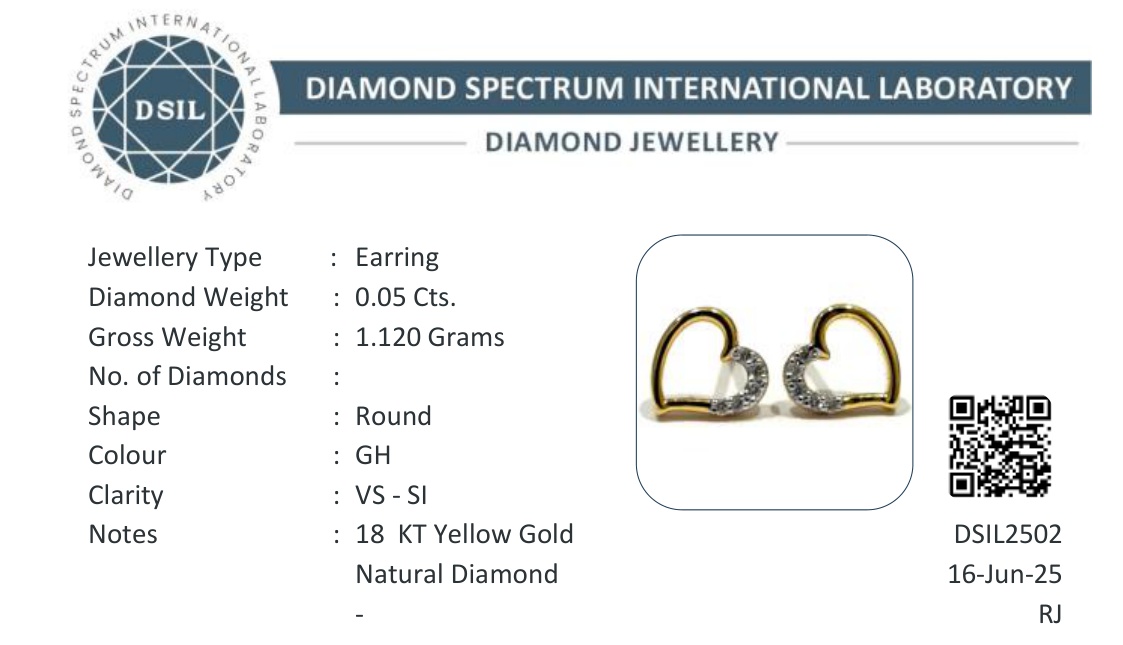 DIAMOND SPECTRUM INTERNATIONAL LABORATORY
DSIL
DIAMOND SPECTRUM INTERNATIONAL LABORATORY
DIAMOND JEWELLERY
Jewellery Type : Earring
Diamond Weight : 0.05 Cts.
Gross Weight : 1.120 Grams
No. of Diamonds :
Shape : Round
Colour : GH
Clarity : VS - SI
Notes : 18 KT Yellow Gold
Natural Diamond
-
DSIL2502
16-Jun-25
RJ